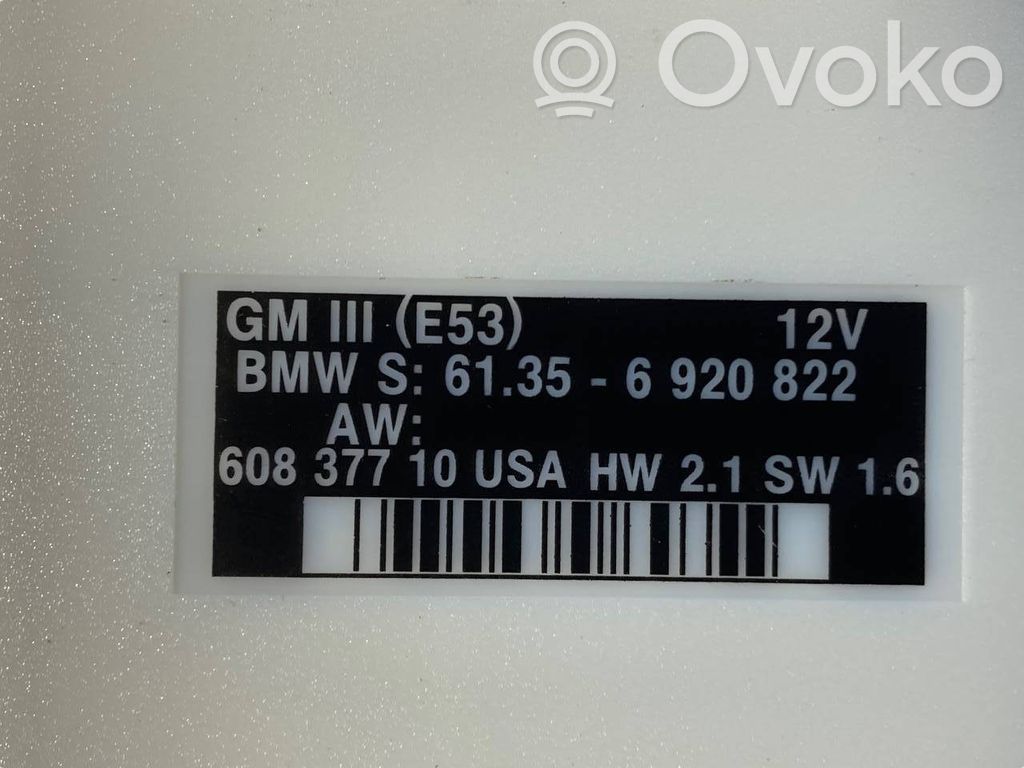 Ovoko
GM III (E53) 12V
BMW S: 61.35 - 6 920 822
AW:
608 377 10 USA HW 2.1 SW 1.6